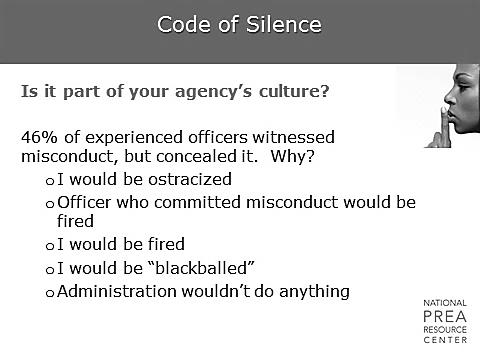 Code of Silence
Is it part of your agency’s culture?
46% of experienced officers witnessed
misconduct, but concealed it.  Why?
o I would be ostracized
o Officer who committed misconduct would be
fired
o I would be fired
o I would be “blackballed”
o Administration wouldn’t do anything
NATIONAL
PREA
RESOURCE
CENTER